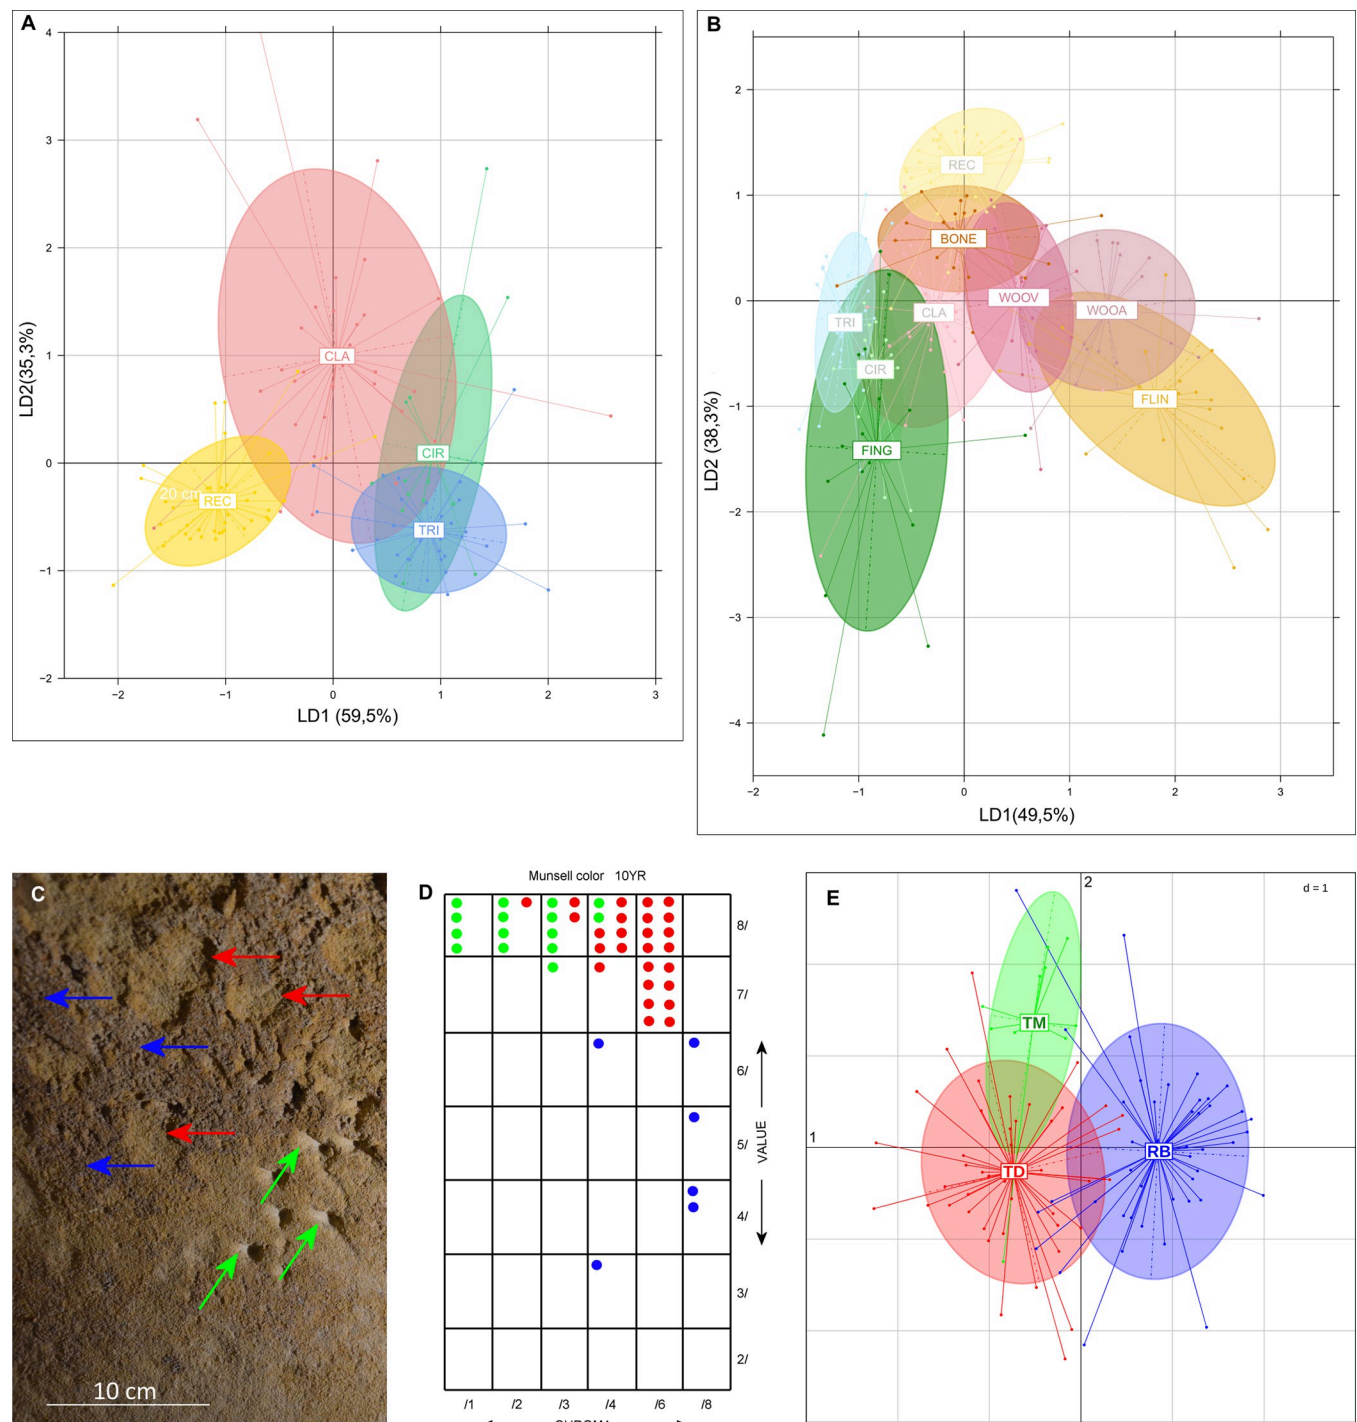 A
4
3
2
1
0
−1
−2
LD2(35,3%)
CLA
CIR
20 cm
REC
TRI
−2
−1
0
1
2
3
LD1 (59,5%)
B
2
1
0
−1
−2
−3
−4
LD2 (38,3%)
REC
BONE
WOOV
WOOA
CLA
TRI
CIR
FLIN
FING
−2
−1
0
1
2
3
LD1(49,5%)
C
10 cm
D
Munsell color 10YR
8/
7/
6/
5/
4/
3/
2/
VALUE
/1
/2
/3
/4
/6
/8
E
2
d = 1
1
TM
TD
RB